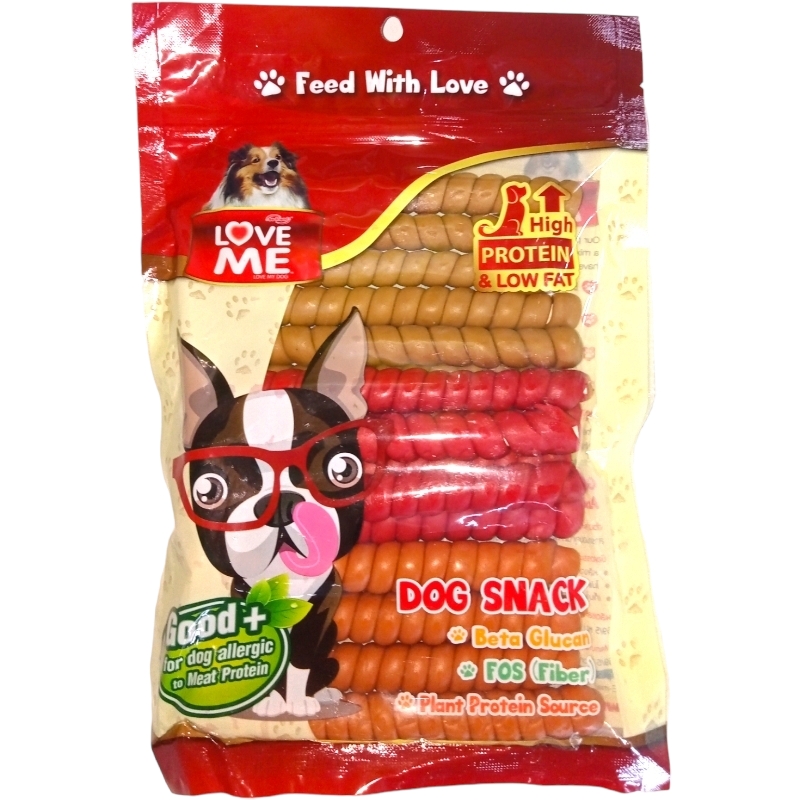 Feed With Love
LOVE
ME
LOVE MY DOG
High
PROTEIN
& LOW FAT
DOG SNACK
Beta Glucan
FOS (Fiber)
Plant Protein Source
Good+
for dog allergic
to Meat Protein